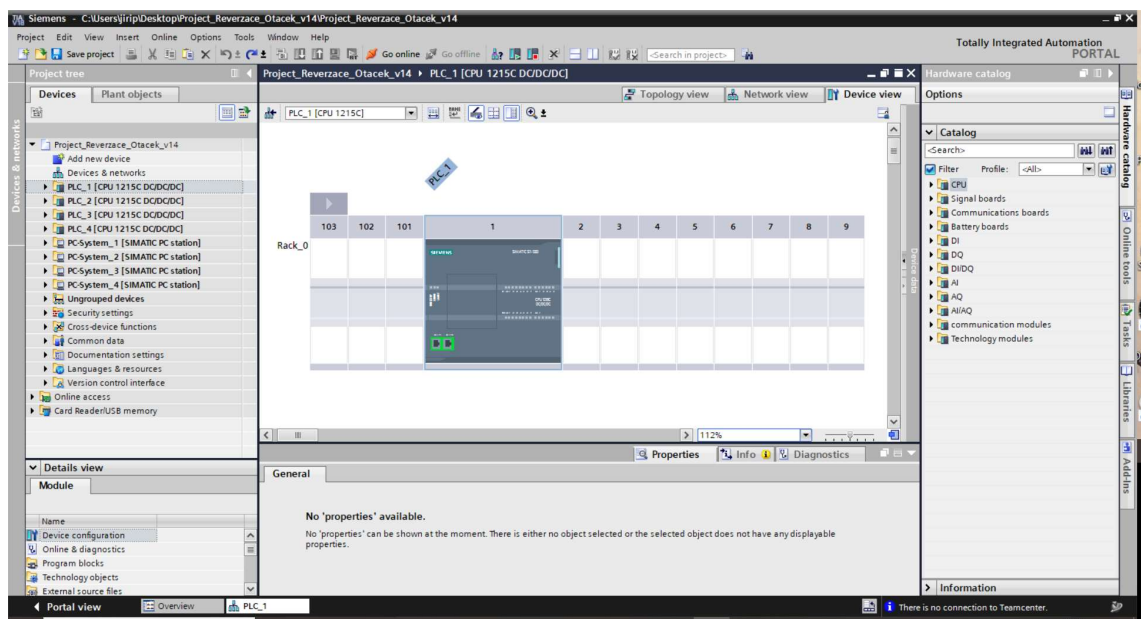 Siemens - C:\Users\jirip\Desktop\Project_Reverzace_Otacek_v14\Project_Reverzace_Otacek_v14
Project Edit View Insert Online Options Tools Window Help
Totally Integrated Automation
PORTAL
Save project Go online Go offline <Search in project>
Project tree
Devices Plant objects
Devices & networks
Project_Reverzace_Otacek_v14
Add new device
Devices & networks
PLC_1 [CPU 1215C DC/DC/DC]
PLC_2 [CPU 1215C DC/DC/DC]
PLC_3 [CPU 1215C DC/DC/DC]
PLC_4 [CPU 1215C DC/DC/DC]
PC-System_1 [SIMATIC PC station]
PC-System_2 [SIMATIC PC station]
PC-System_3 [SIMATIC PC station]
PC-System_4 [SIMATIC PC station]
Ungrouped devices
Security settings
Cross-device functions
Common data
Documentation settings
Languages & resources
Version control interface
Online access
Card Reader/USB memory
Details view
Module
Name
Device configuration
Online & diagnostics
Program blocks
Technology objects
External source files
Project_Reverzace_Otacek_v14 PLC_1 [CPU 1215C DC/DC/DC]
Topology view Network view Device view
PLC_1 [CPU 1215C]
PLC_1
103 102 101 1 2 3 4 5 6 7 8 9
Rack_0
SIEMENS
Device data
112%
Properties Info Diagnostics
General
No 'properties' available.
No 'properties' can be shown at the moment. There is either no object selected or the selected object does not have any displayable
properties.
Hardware catalog
Options
Catalog
<Search>
Filter Profile: <All>
CPU
Signal boards
Communications boards
Battery boards
DI
DQ
DI/DQ
AI
AQ
AI/AQ
communication modules
Technology modules
Information
Hardware catalog
Online tools
Tasks
Libraries
Add-Ins
Portal view Overview PLC_1
There is no connection to Teamcenter.